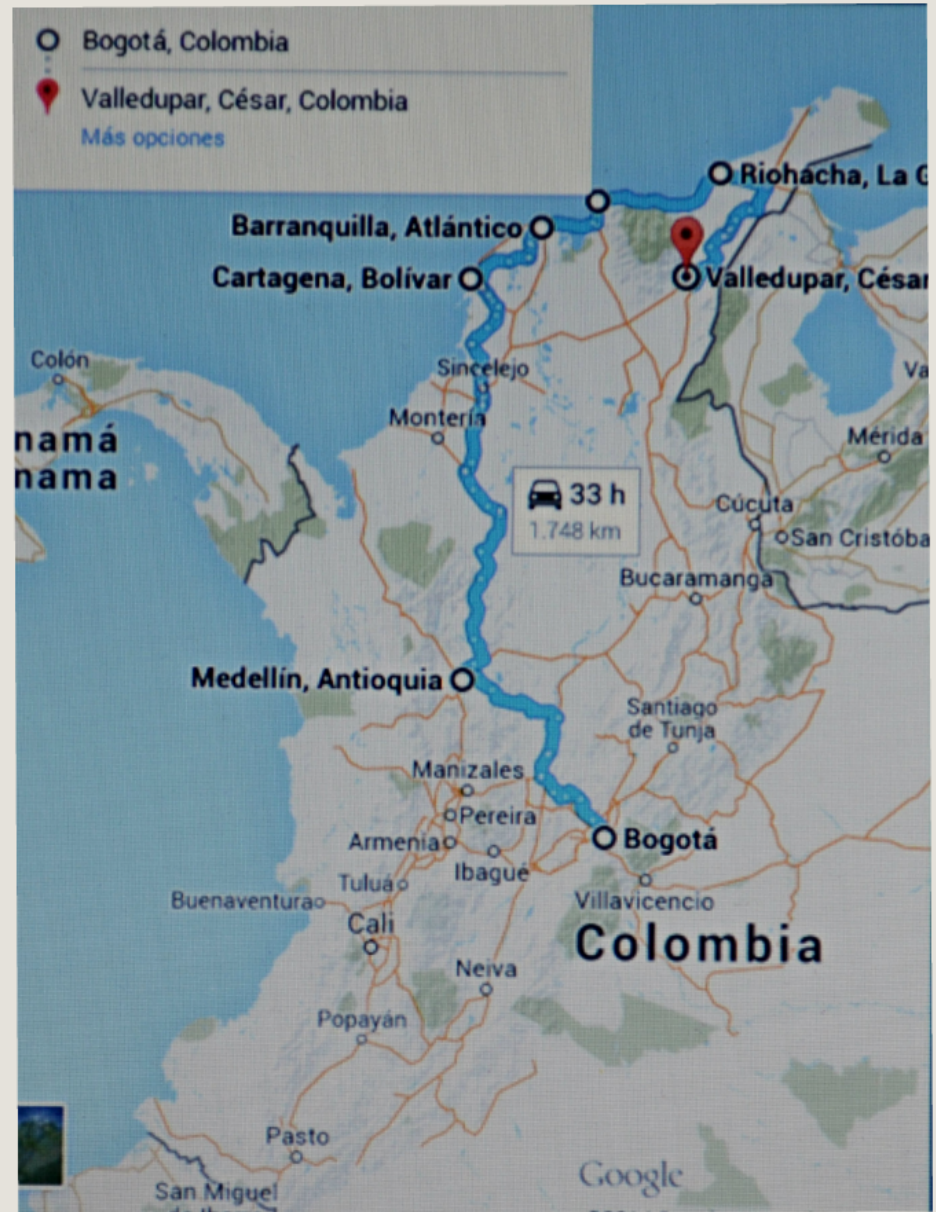 Bogotá, Colombia
Valledupar, César, Colombia
Más opciones
Riohacha, La G
Barranquilla, Atlántico
Cartagena, Bolívar
Valledupar, César
Colón
Sincelejo
Va
Montería
namá
nama
Mérida
33 h
1.748 km
Cúcuta
San Cristóba
Bucaramanga
Medellín, Antioquia
Santiago
de Tunja
Manizales
Pereira
Bogotá
Armenia
Ibagué
Tuluá
Villavicencio
Buenaventura
Cali
Colombia
Neiva
Popayán
Pasto
Google
San Miguel